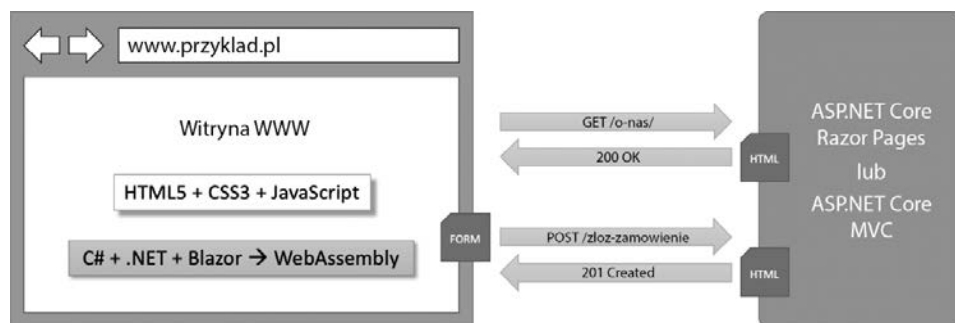 www.przyklad.pl
Witryna WWW
HTML5 + CSS3 + JavaScript
C# + .NET + Blazor → WebAssembly
FORM
GET /o-nas/
200 OK
HTML
POST /zloz-zamowienie
201 Created
HTML
ASP.NET Core
Razor Pages
lub
ASP.NET Core
MVC